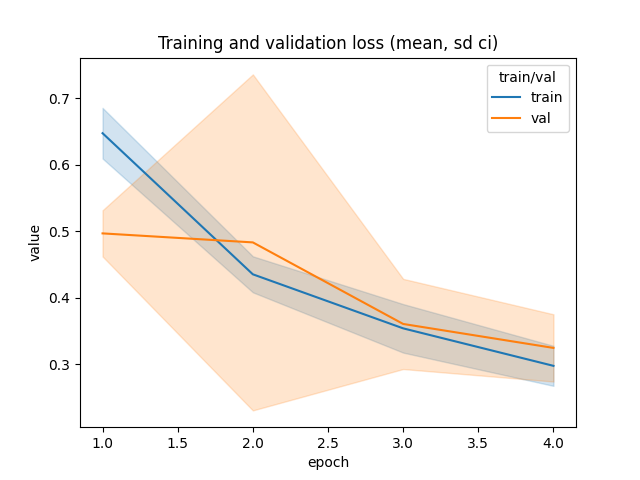 Training and validation loss (mean, sd ci)
train/val
train
val
0.7
0.6
0.5
0.4
0.3
value
1.0 1.5 2.0 2.5 3.0 3.5 4.0
epoch